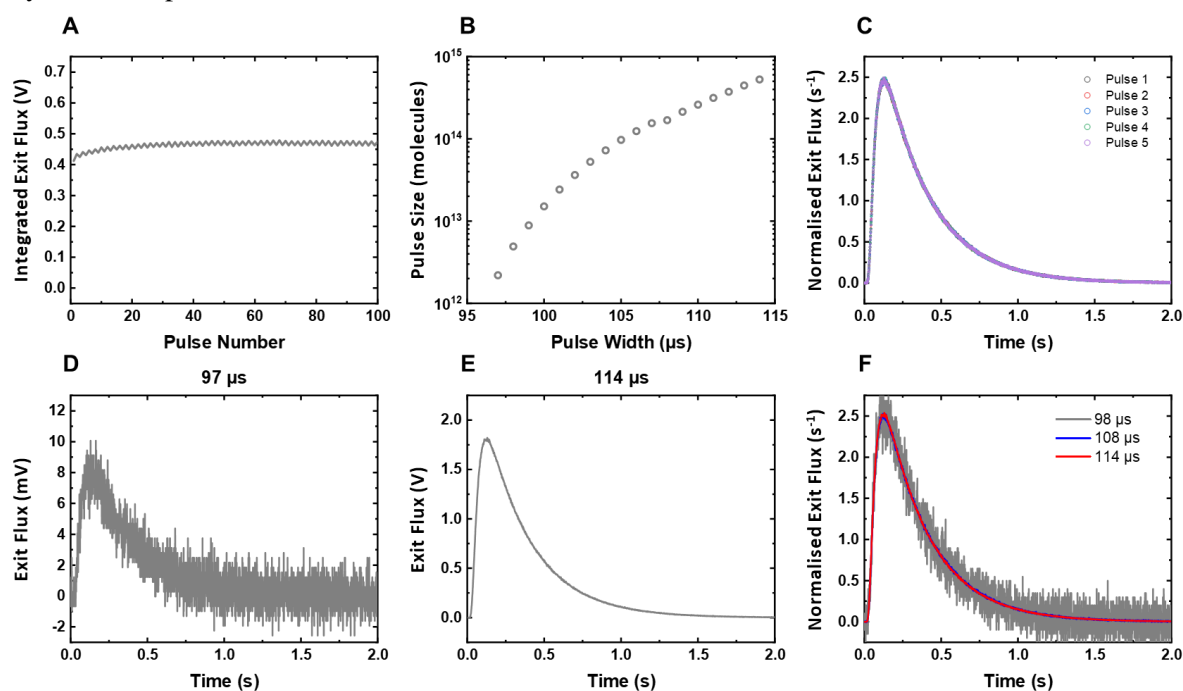 A
B
C
Integrated Exit Flux (V)
0.7
0.6
0.5
0.4
0.3
0.2
0.1
0.0
0 20 40 60 80 100
Pulse Number
Pulse Size (molecules)
10¹⁵
10¹⁴
10¹³
10¹²
95 100 105 110 115
Pulse Width (µs)
Normalised Exit Flux (s⁻¹)
2.5
2.0
1.5
1.0
0.5
0.0
Pulse 1
Pulse 2
Pulse 3
Pulse 4
Pulse 5
0.0 0.5 1.0 1.5 2.0
Time (s)
D
97 µs
Exit Flux (mV)
12
10
8
6
4
2
0
-2
0.0 0.5 1.0 1.5 2.0
Time (s)
E
114 µs
Exit Flux (V)
2.0
1.5
1.0
0.5
0.0
0.0 0.5 1.0 1.5 2.0
Time (s)
F
Normalised Exit Flux (s⁻¹)
2.5
2.0
1.5
1.0
0.5
0.0
98 µs
108 µs
114 µs
0.0 0.5 1.0 1.5 2.0
Time (s)